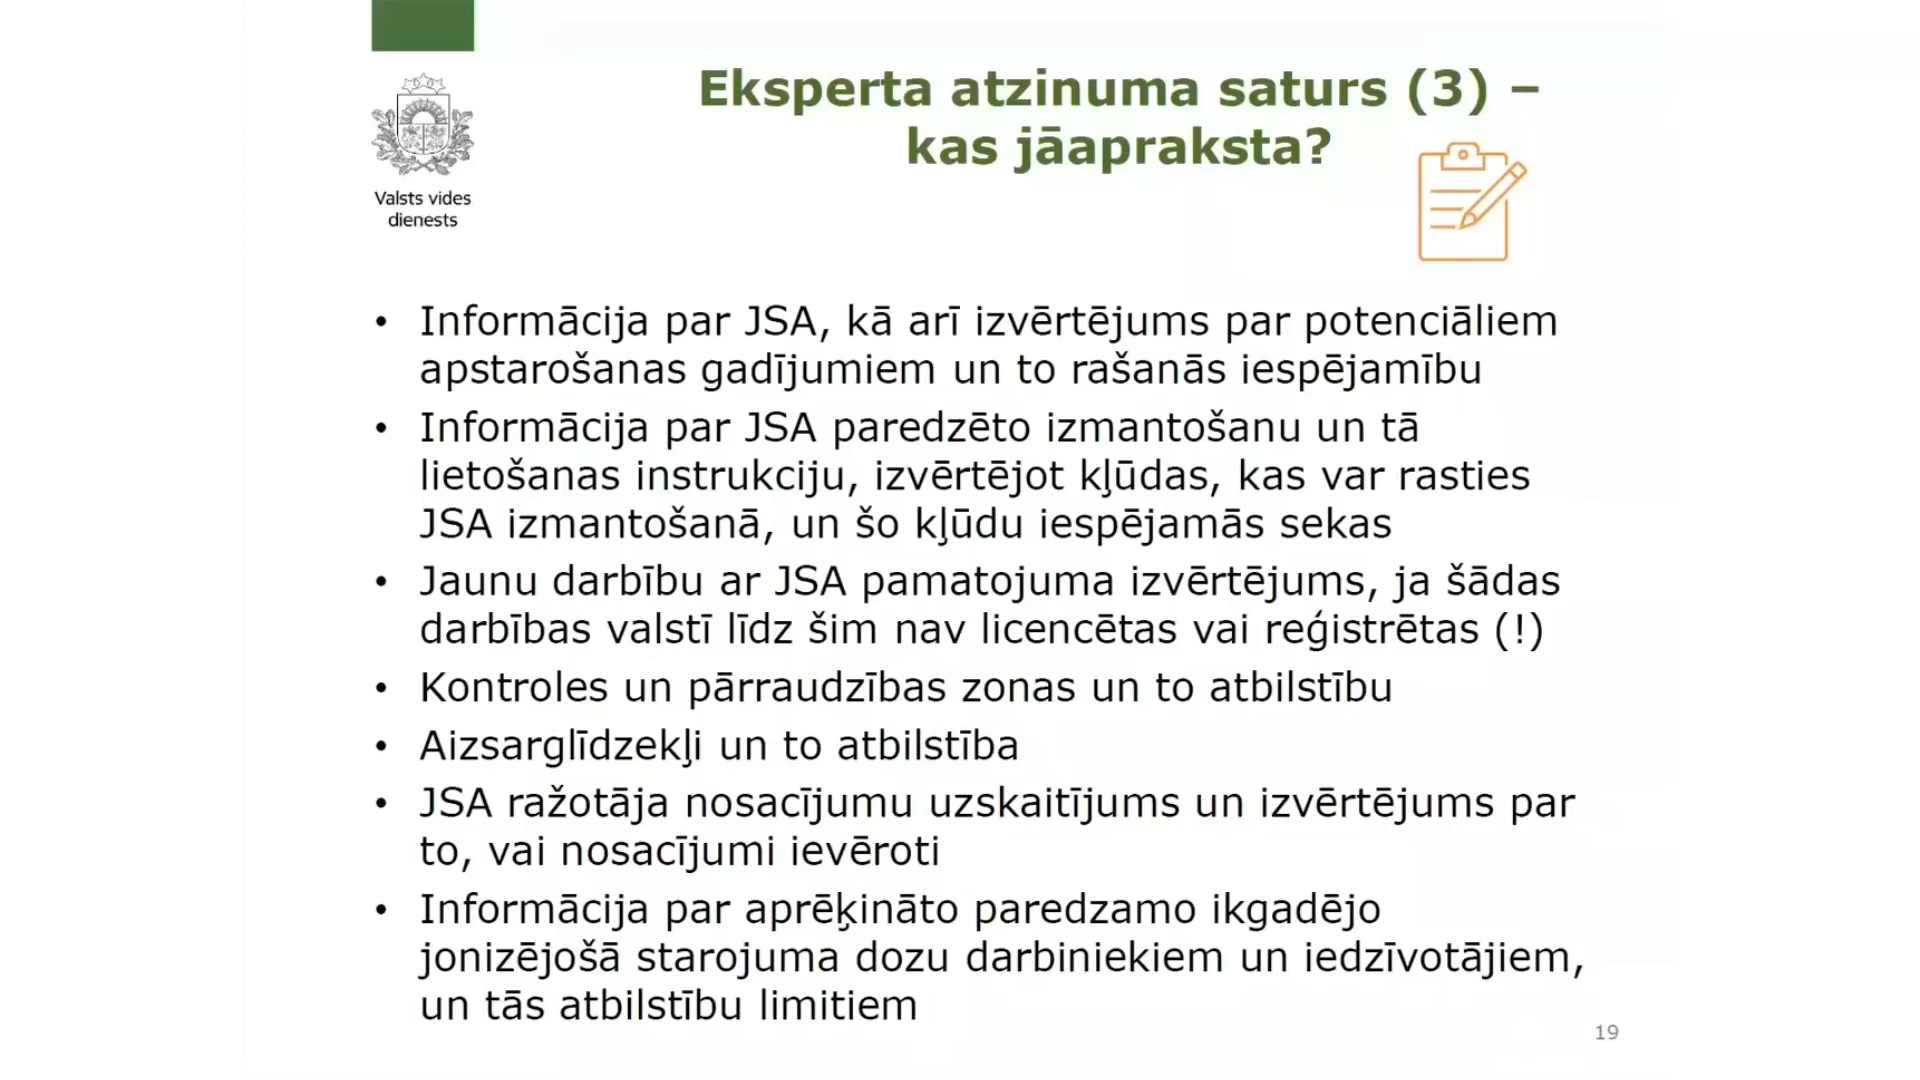 Valsts vides
dienests
Eksperta atzinuma saturs (3) –
kas jāapraksta?
• Informācija par JSA, kā arī izvērtējums par potenciāliem
apstarošanas gadījumiem un to rašanās iespējamību
• Informācija par JSA paredzēto izmantošanu un tā
lietošanas instrukciju, izvērtējot kļūdas, kas var rasties
JSA izmantošanā, un šo kļūdu iespējamās sekas
• Jaunu darbību ar JSA pamatojuma izvērtējums, ja šādas
darbības valstī līdz šim nav licencētas vai reģistrētas (!)
• Kontroles un pārraudzības zonas un to atbilstību
• Aizsarglīdzekļi un to atbilstība
• JSA ražotāja nosacījumu uzskaitījums un izvērtējums par
to, vai nosacījumi ievēroti
• Informācija par aprēķināto paredzamo ikgadējo
jonizējošā starojuma dozu darbiniekiem un iedzīvotājiem,
un tās atbilstību limitiem
19